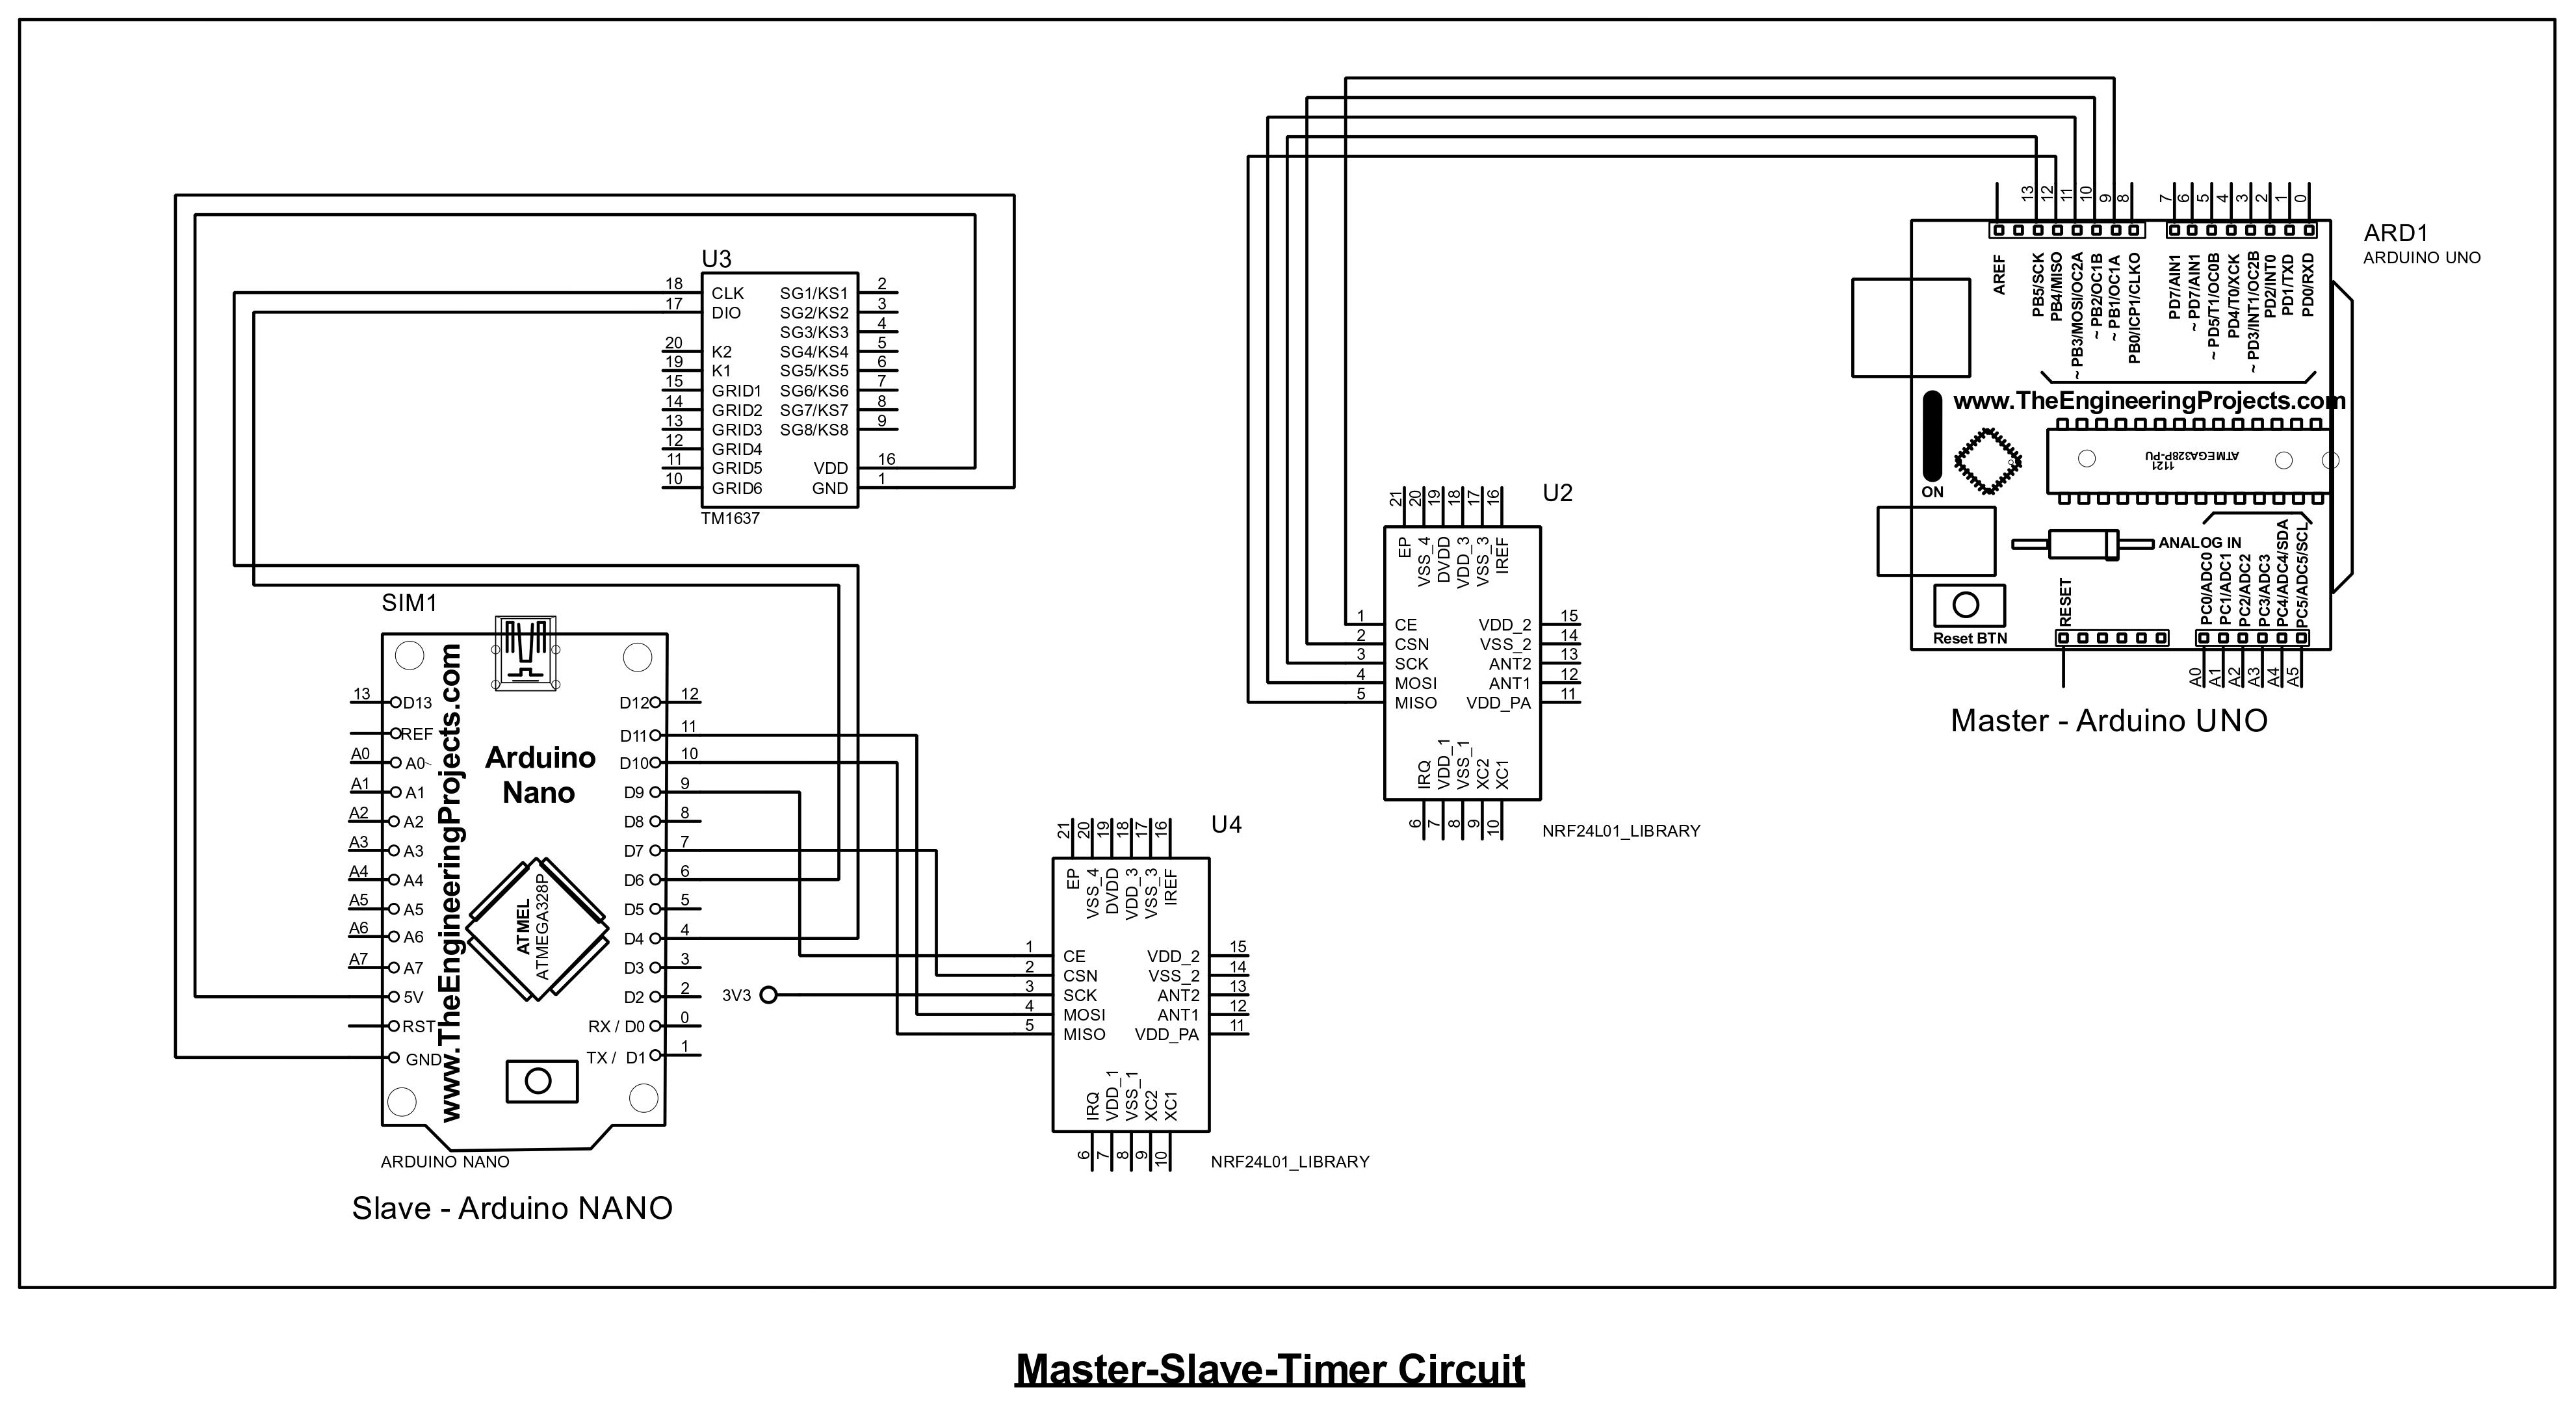 U3
18 CLK SG1/KS1 2
17 DIO SG2/KS2 3
SG3/KS3 4
20 K2 SG4/KS4 5
19 K1 SG5/KS5 6
15 GRID1 SG6/KS6 7
14 GRID2 SG7/KS7 8
13 GRID3 SG8/KS8 9
12 GRID4
11 GRID5 VDD 16
10 GRID6 GND 1
TM1637
SIM1
www.TheEngineeringProjects.com
Arduino
Nano
ATMEL
ATMEGA328P
13 D13
REF
A0 A0
A1 A1
A2 A2
A3 A3
A4 A4
A5 A5
A6 A6
A7 A7
5V
RST
GND
D12 12
D11 11
D10 10
D9 9
D8 8
D7 7
D6 6
D5 5
D4 4
D3 3
D2 2
RX / D0 0
TX / D1 1
ARDUINO NANO
Slave - Arduino NANO
3V3
U4
21 20 19 18 17 16
EP VSS_4 DVDD VDD_3 VSS_3 IREF
1 CE VDD_2 15
2 CSN VSS_2 14
3 SCK ANT2 13
4 MOSI ANT1 12
5 MISO VDD_PA 11
IRQ VDD_1 VSS_1 XC2 XC1
6 7 8 9 10
NRF24L01_LIBRARY
U2
21 20 19 18 17 16
EP VSS_4 DVDD VDD_3 VSS_3 IREF
1 CE VDD_2 15
2 CSN VSS_2 14
3 SCK ANT2 13
4 MOSI ANT1 12
5 MISO VDD_PA 11
IRQ VDD_1 VSS_1 XC2 XC1
6 7 8 9 10
NRF24L01_LIBRARY
ARD1
ARDUINO UNO
13 12 11 10 9 8 7 6 5 4 3 2 1 0
AREF
PB5/SCK
PB4/MISO
~ PB3/MOSI/OC2A
~ PB2/OC1B
~ PB1/OC1A
PB0/ICP1/CLKO
PD7/AIN1
~ PD7/AIN1
~ PD5/T1/OC0B
PD4/T0/XCK
~ PD3/INT1/OC2B
PD2/INT0
PD1/TXD
PD0/RXD
www.TheEngineeringProjects.com
ATMEGA328P-PU
1121
ON
ANALOG IN
RESET
Reset BTN
PC0/ADC0
PC1/ADC1
PC2/ADC2
PC3/ADC3
PC4/ADC4/SDA
PC5/ADC5/SCL
A0 A1 A2 A3 A4 A5
Master - Arduino UNO
Master-Slave-Timer Circuit